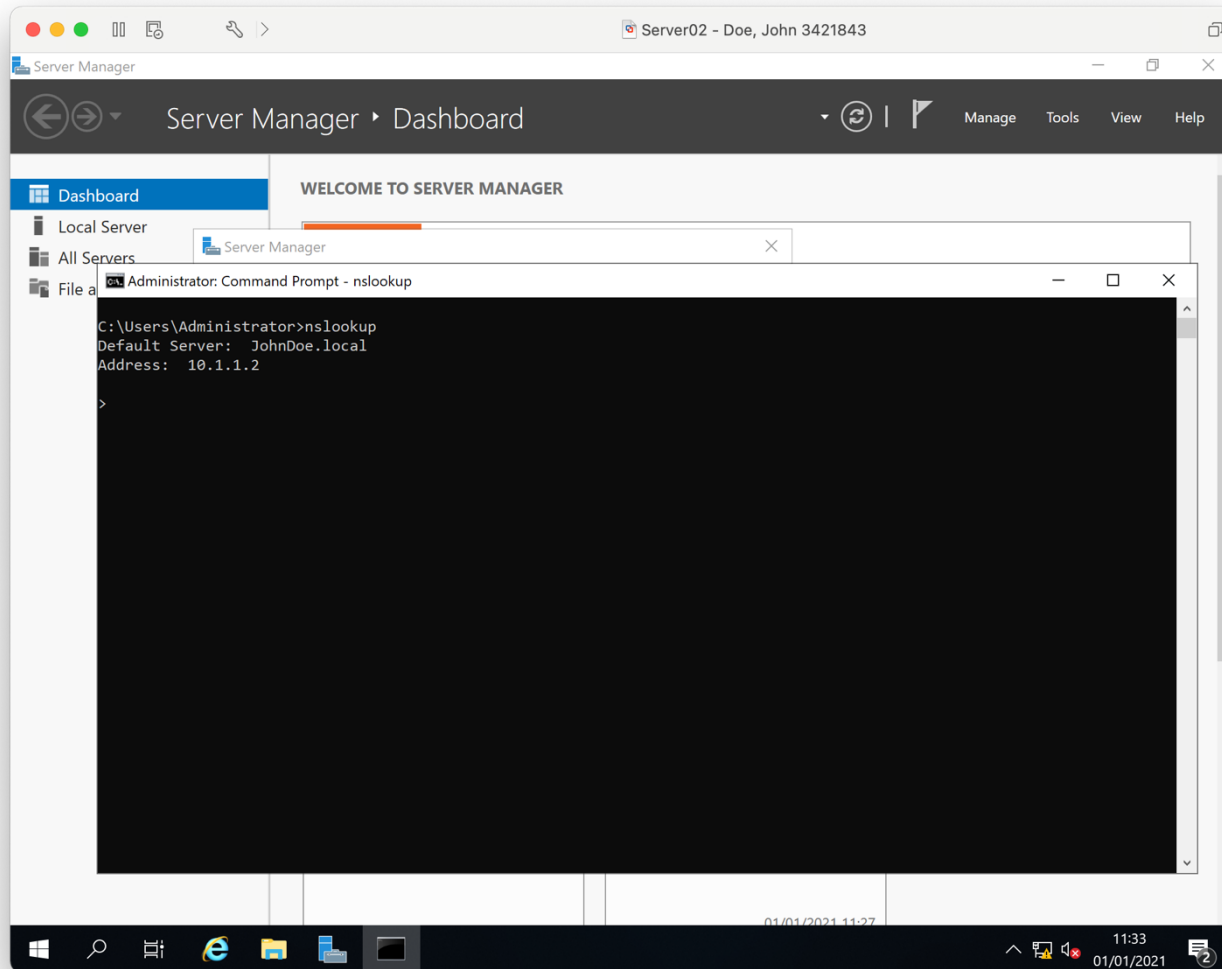 Server02 - Doe, John 3421843
Server Manager
Server Manager Dashboard
Manage Tools View Help
Dashboard
Local Server
All Servers
File a
WELCOME TO SERVER MANAGER
Server Manager
Administrator: Command Prompt - nslookup
C:\Users\Administrator>nslookup
Default Server:  JohnDoe.local
Address:  10.1.1.2
>
01/01/2021 11:27
11:33
01/01/2021
2